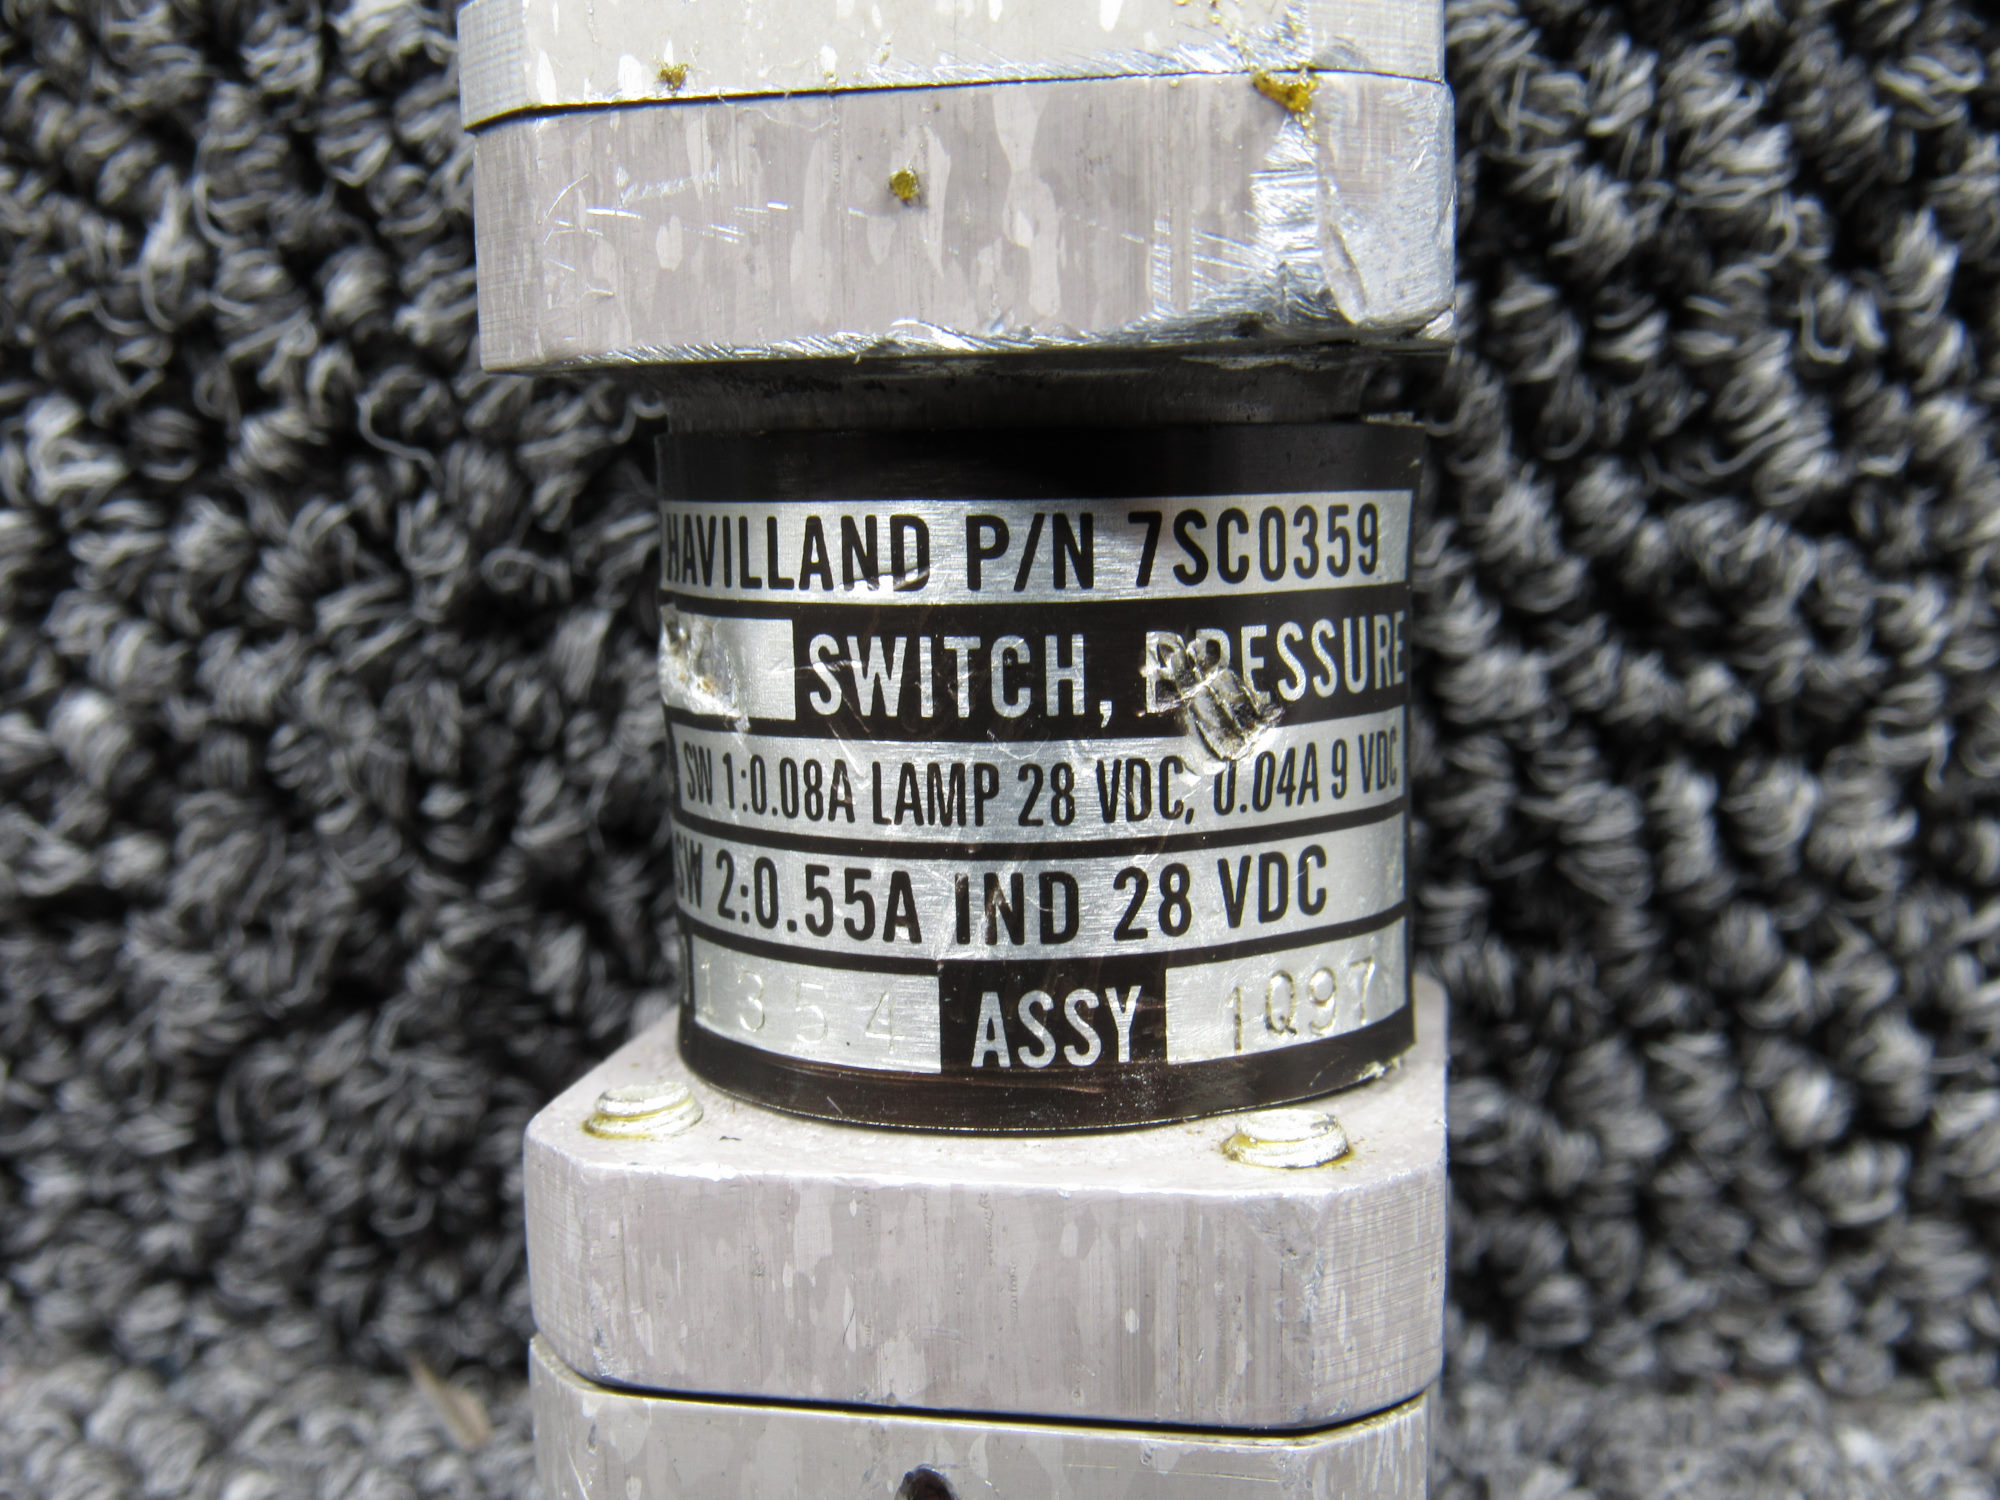 HAVILLAND P/N 7SC0359
SWITCH, PRESSURE
SW 1:0.08A LAMP 28 VDC, 0.04A 9 VDC
SW 2:0.55A IND 28 VDC
1354 ASSY 1Q97